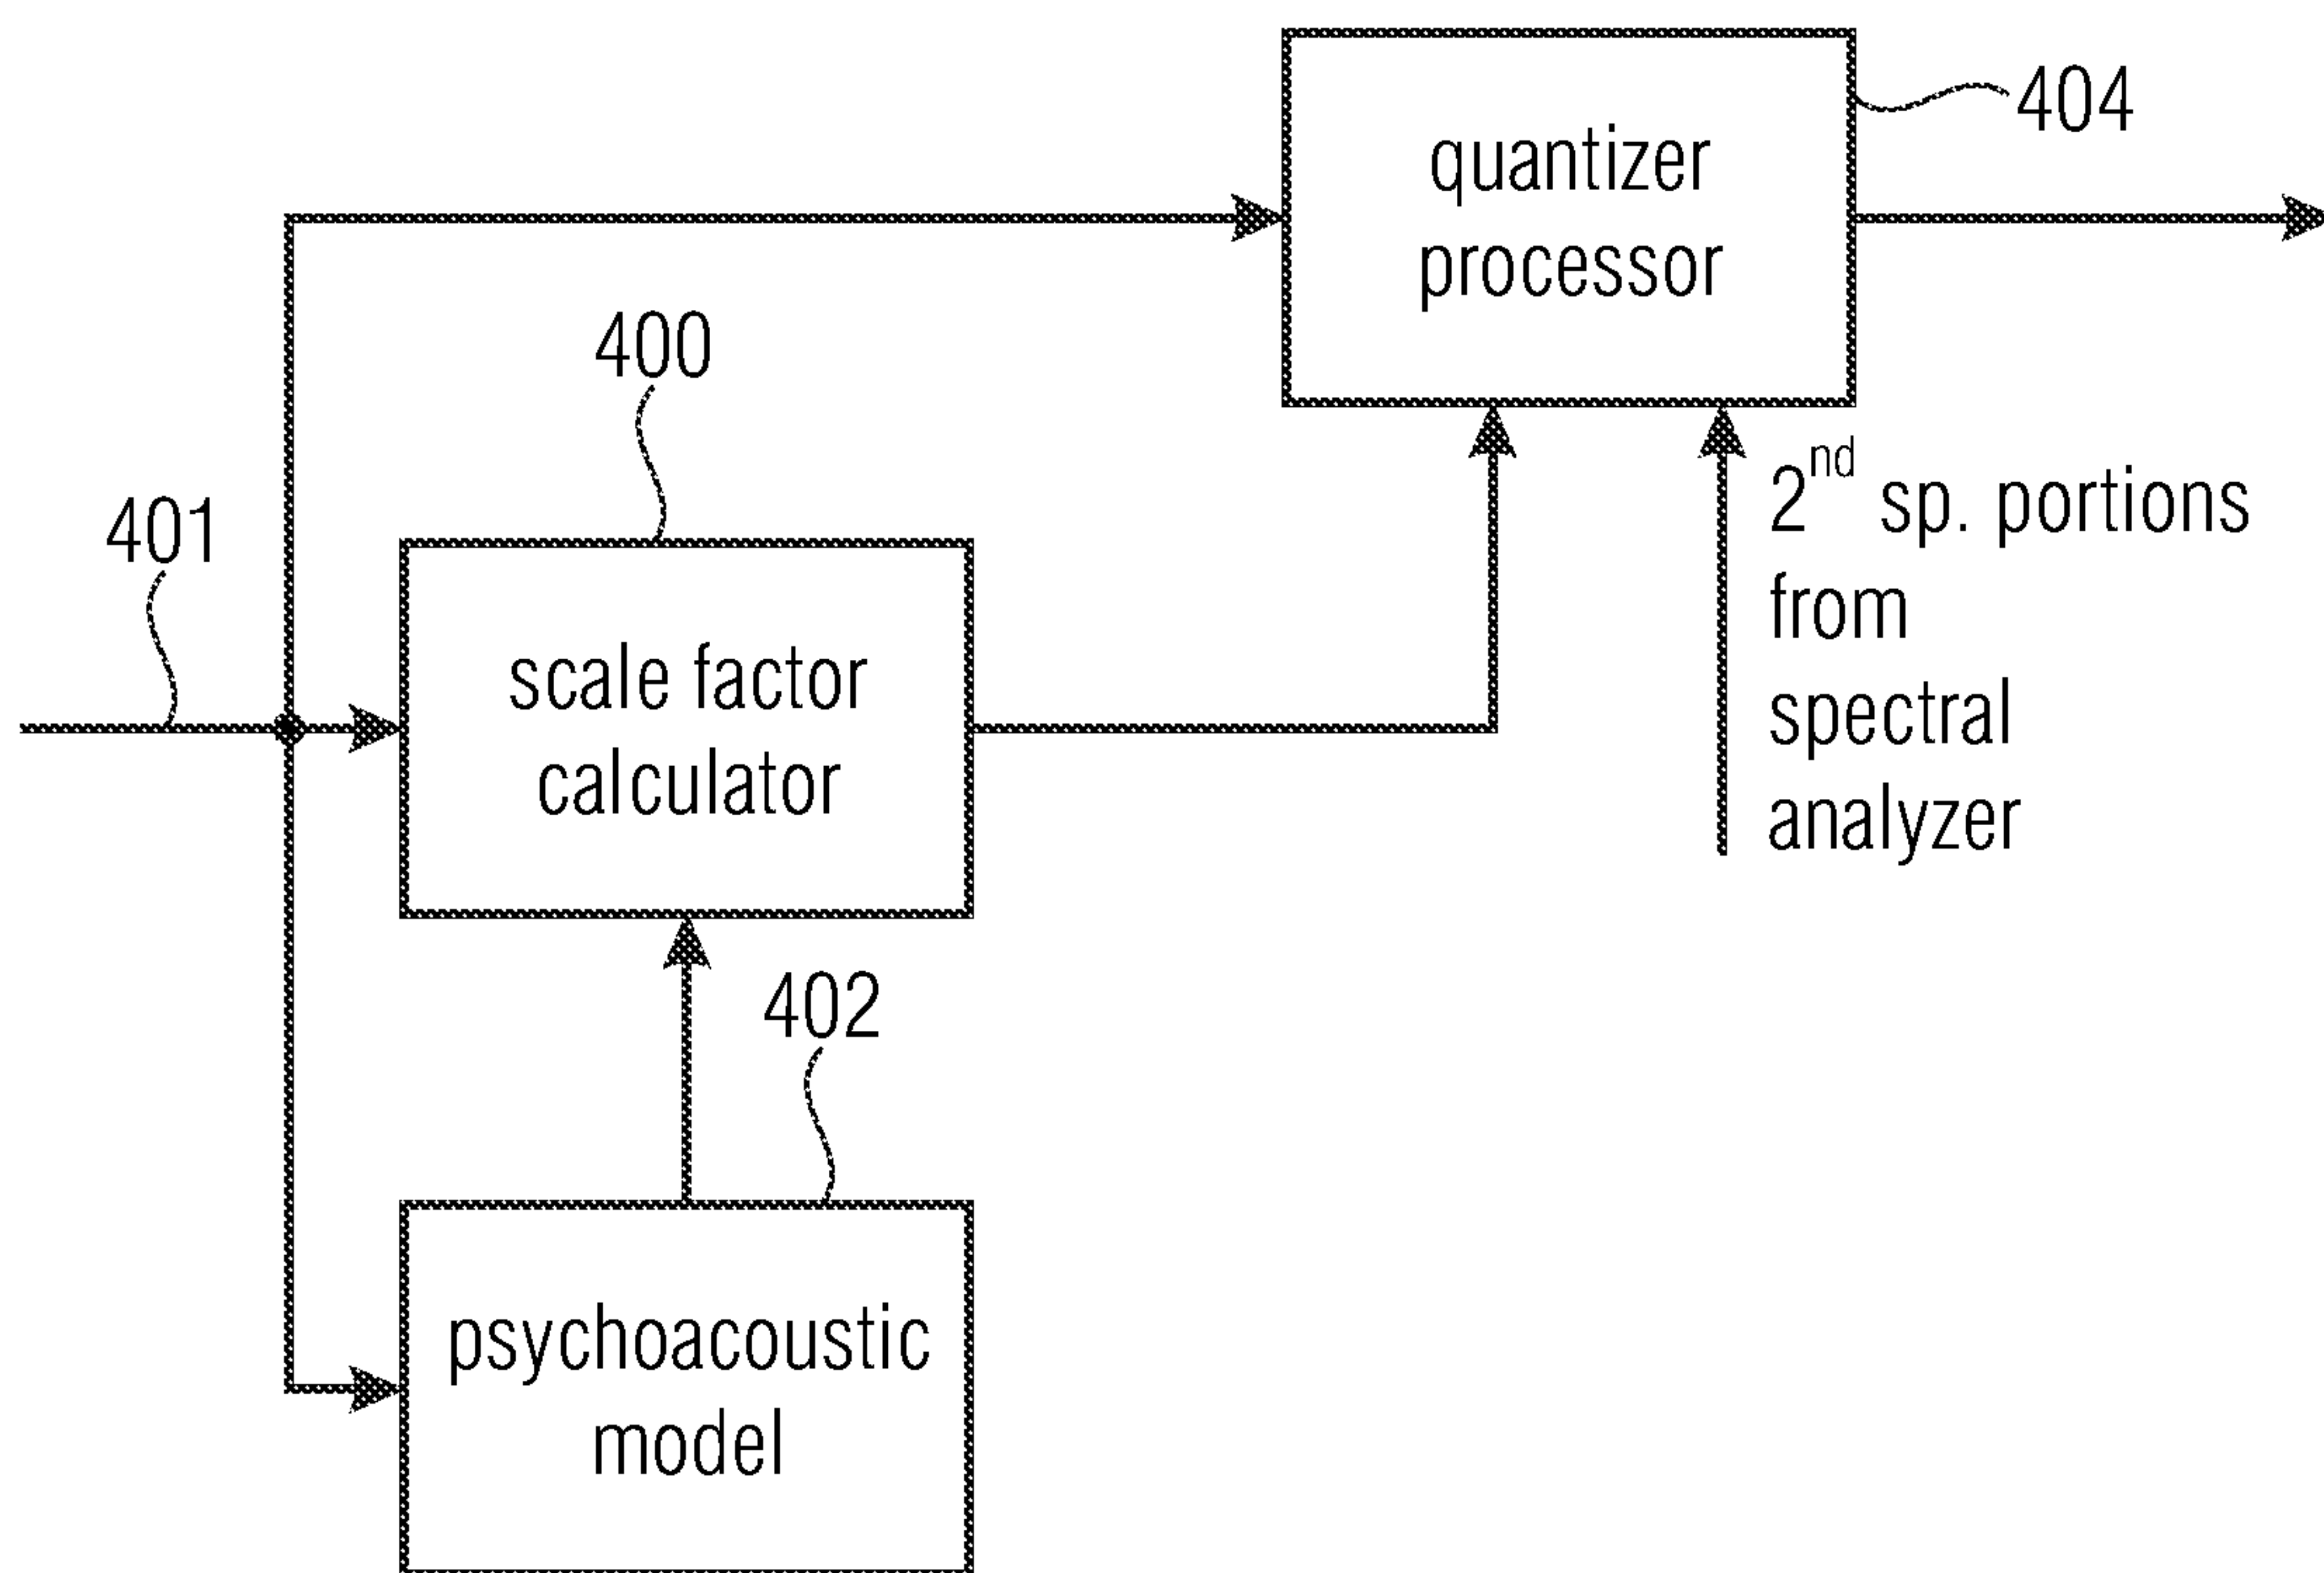 404
quantizer
processor
400
2nd sp. portions
from
spectral
analyzer
401
scale factor
calculator
402
psychoacoustic
model